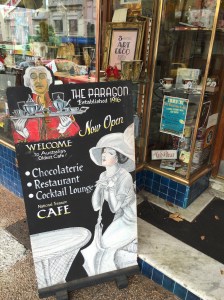 THE PARAGON
Established 1916
Now Open
WELCOME
To Australia's
Oldest Cafe
• Chocolaterie
• Restaurant
• Cocktail Lounge
CAFE
ART
DECO